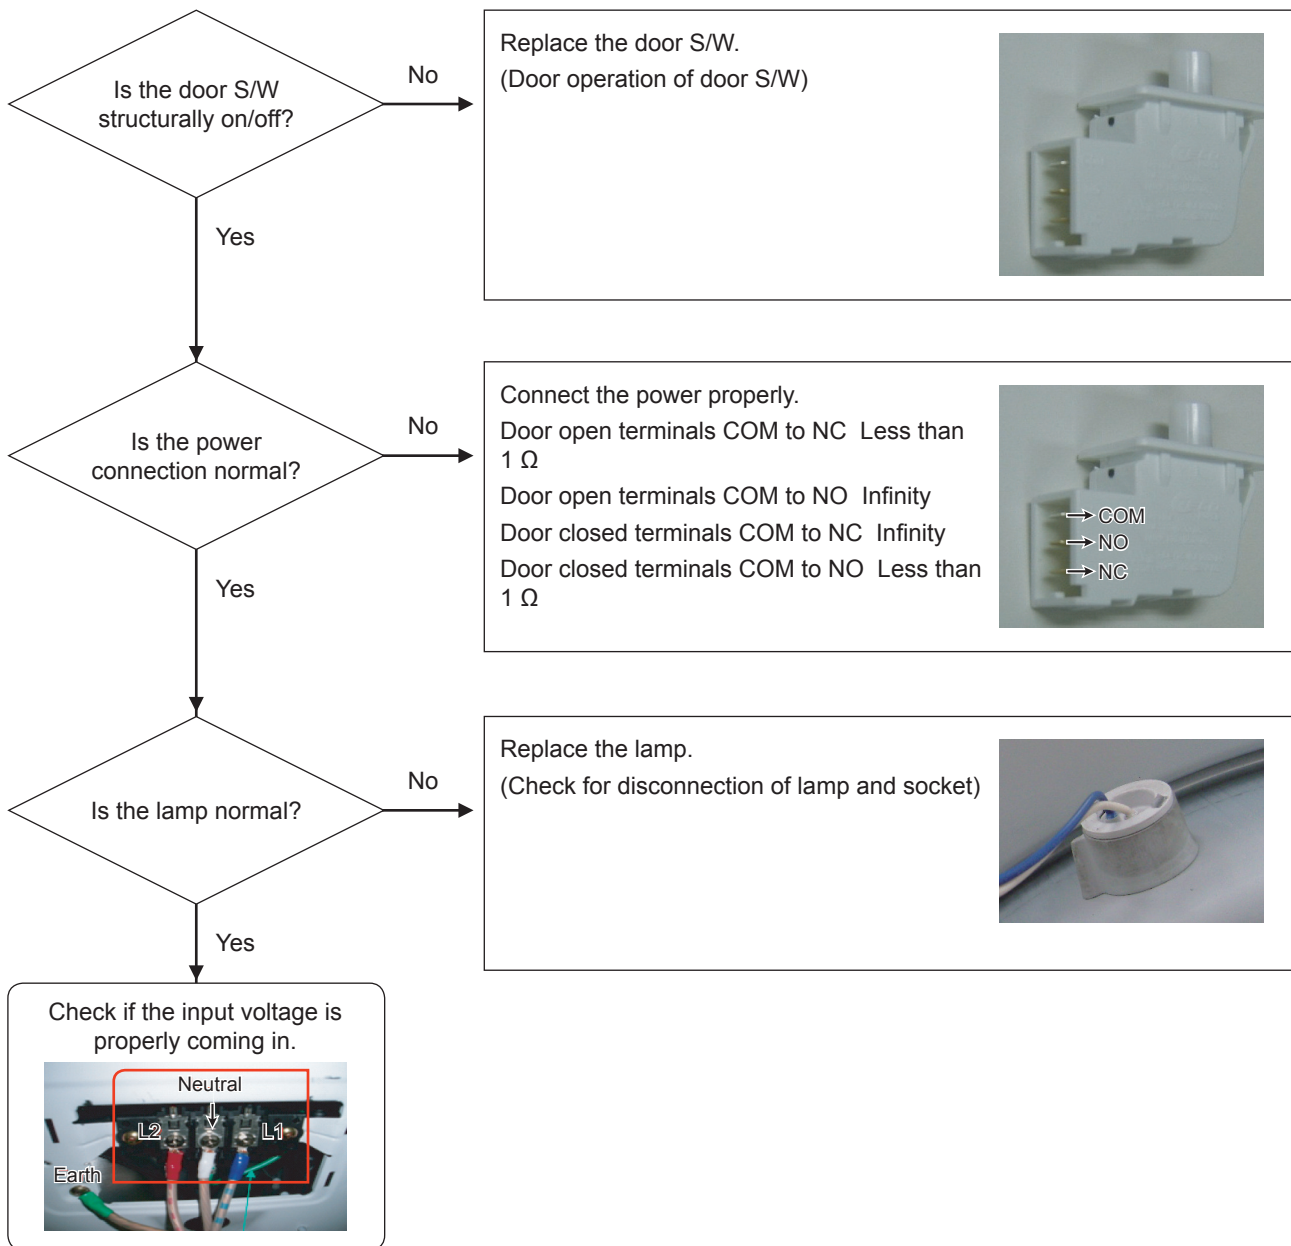 Is the door S/W
structurally on/off?
No
Replace the door S/W.
(Door operation of door S/W)
Yes
Is the power
connection normal?
No
Connect the power properly.
Door open terminals COM to NC  Less than
1 Ω
Door open terminals COM to NO  Infinity
Door closed terminals COM to NC  Infinity
Door closed terminals COM to NO  Less than
1 Ω
COM
NO
NC
Yes
Is the lamp normal?
No
Replace the lamp.
(Check for disconnection of lamp and socket)
Yes
Check if the input voltage is
properly coming in.
Neutral
L2
L1
Earth